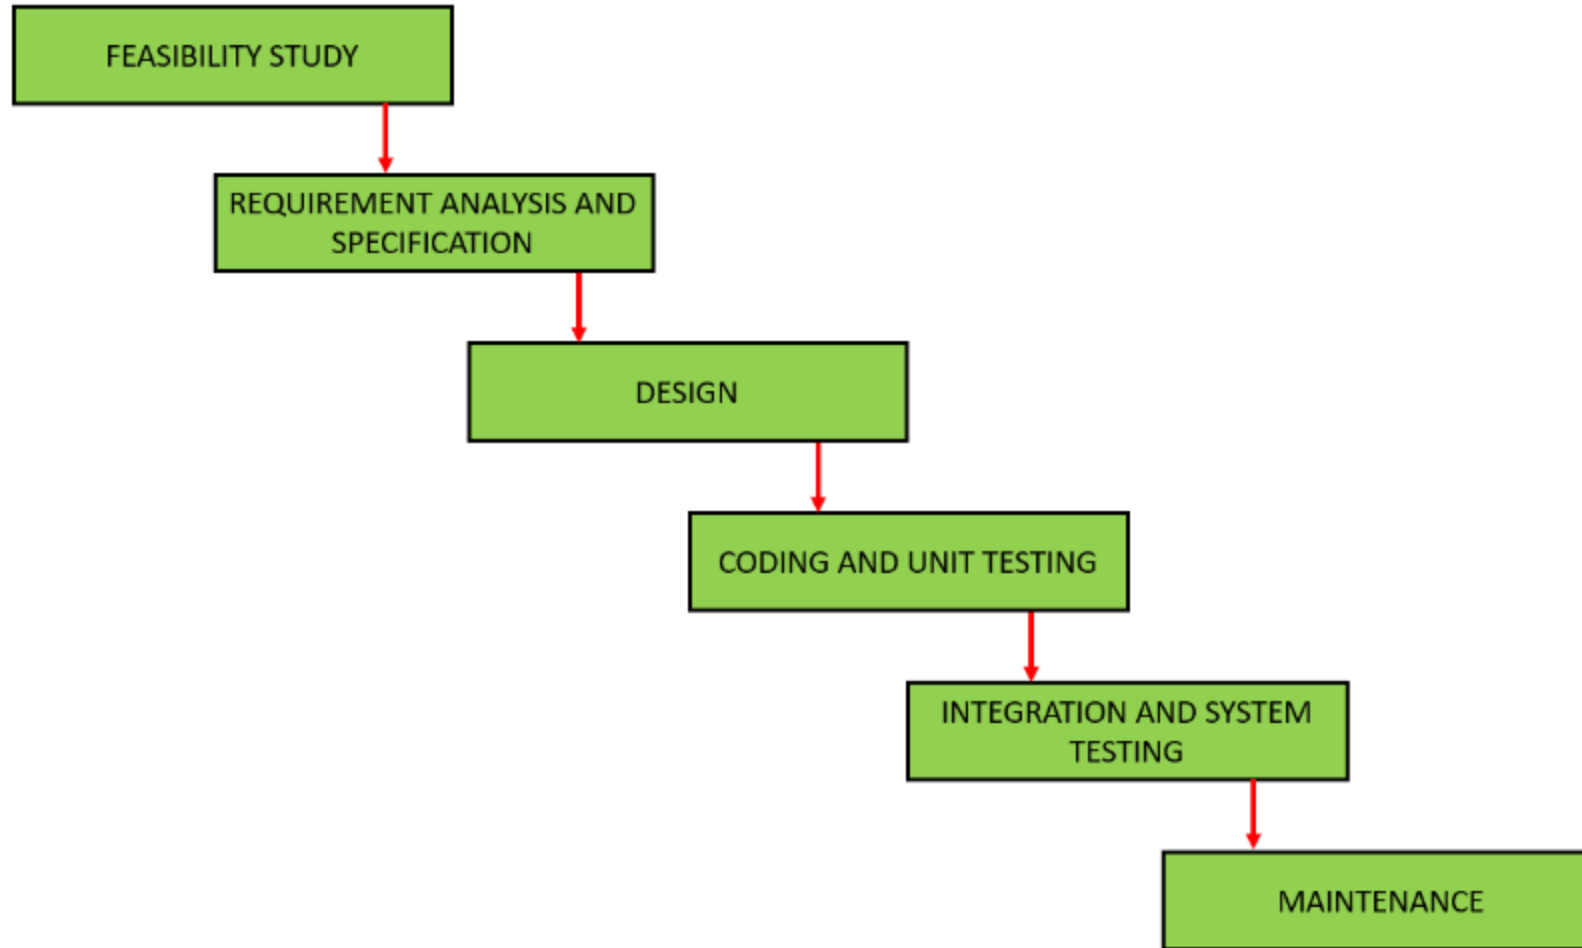 FEASIBILITY STUDY
REQUIREMENT ANALYSIS AND
SPECIFICATION
DESIGN
CODING AND UNIT TESTING
INTEGRATION AND SYSTEM
TESTING
MAINTENANCE